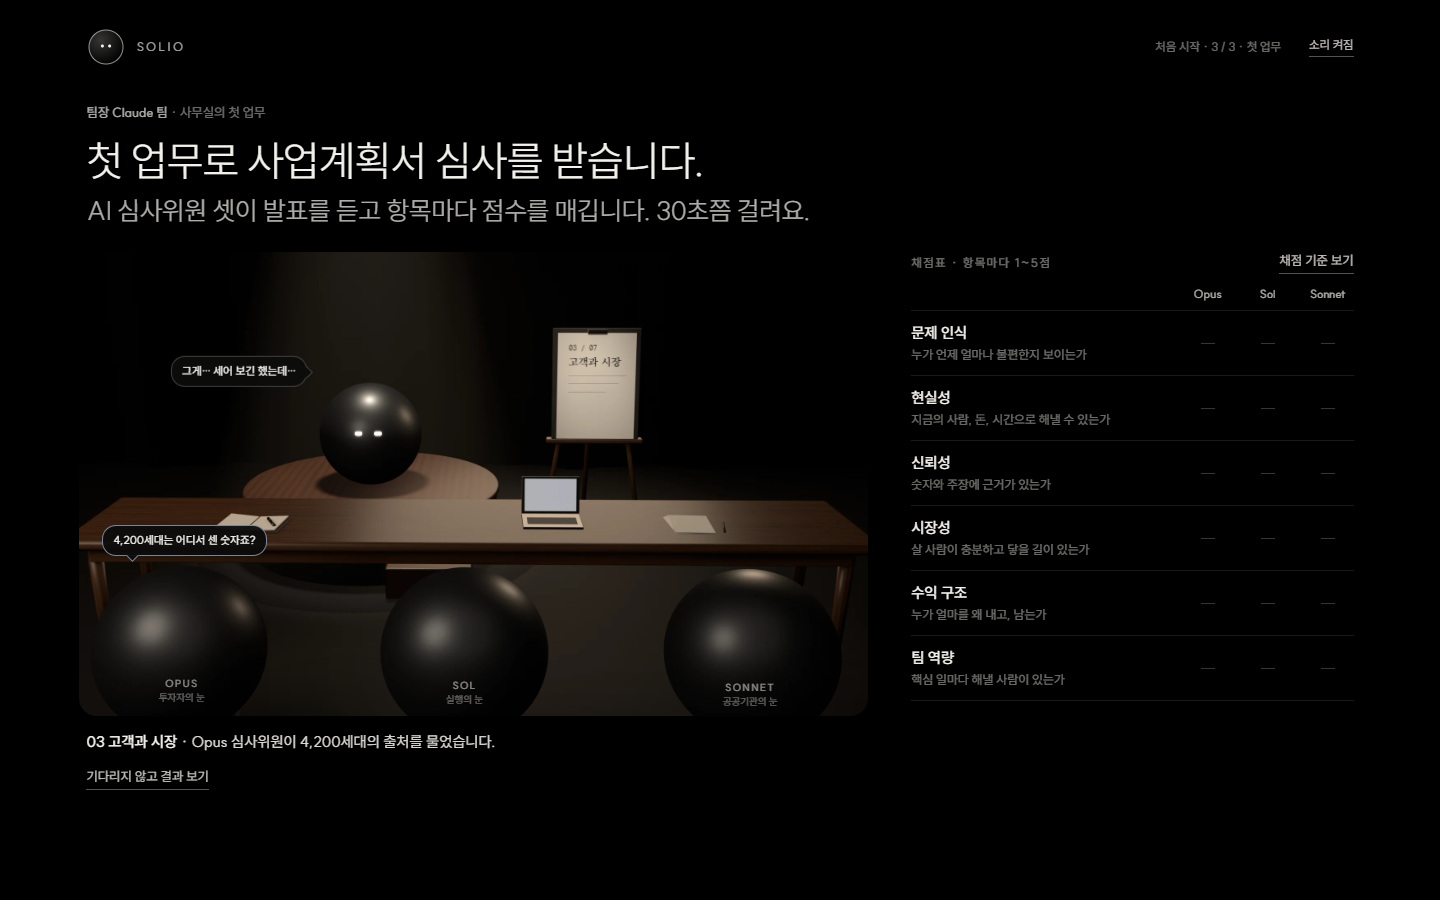 SOLIO
처음 시작 · 3 / 3 · 첫 업무
소리 켜짐
팀장 Claude 팀 · 사무실의 첫 업무
첫 업무로 사업계획서 심사를 받습니다.
AI 심사위원 셋이 발표를 듣고 항목마다 점수를 매깁니다. 30초쯤 걸려요.
03 / 07
고객과 시장
그게… 세어 보긴 했는데…
4,200세대는 어디서 센 숫자죠?
OPUS
투자자의 눈
SOL
실행의 눈
SONNET
공공기관의 눈
03 고객과 시장 · Opus 심사위원이 4,200세대의 출처를 물었습니다.
기다리지 않고 결과 보기
채점표 · 항목마다 1~5점
채점 기준 보기
Opus Sol Sonnet
문제 인식
누가 언제 얼마나 불편한지 보이는가
— — —
현실성
지금의 사람, 돈, 시간으로 해낼 수 있는가
— — —
신뢰성
숫자와 주장에 근거가 있는가
— — —
시장성
살 사람이 충분하고 닿을 길이 있는가
— — —
수익 구조
누가 얼마를 왜 내고, 남는가
— — —
팀 역량
핵심 일마다 해낼 사람이 있는가
— — —